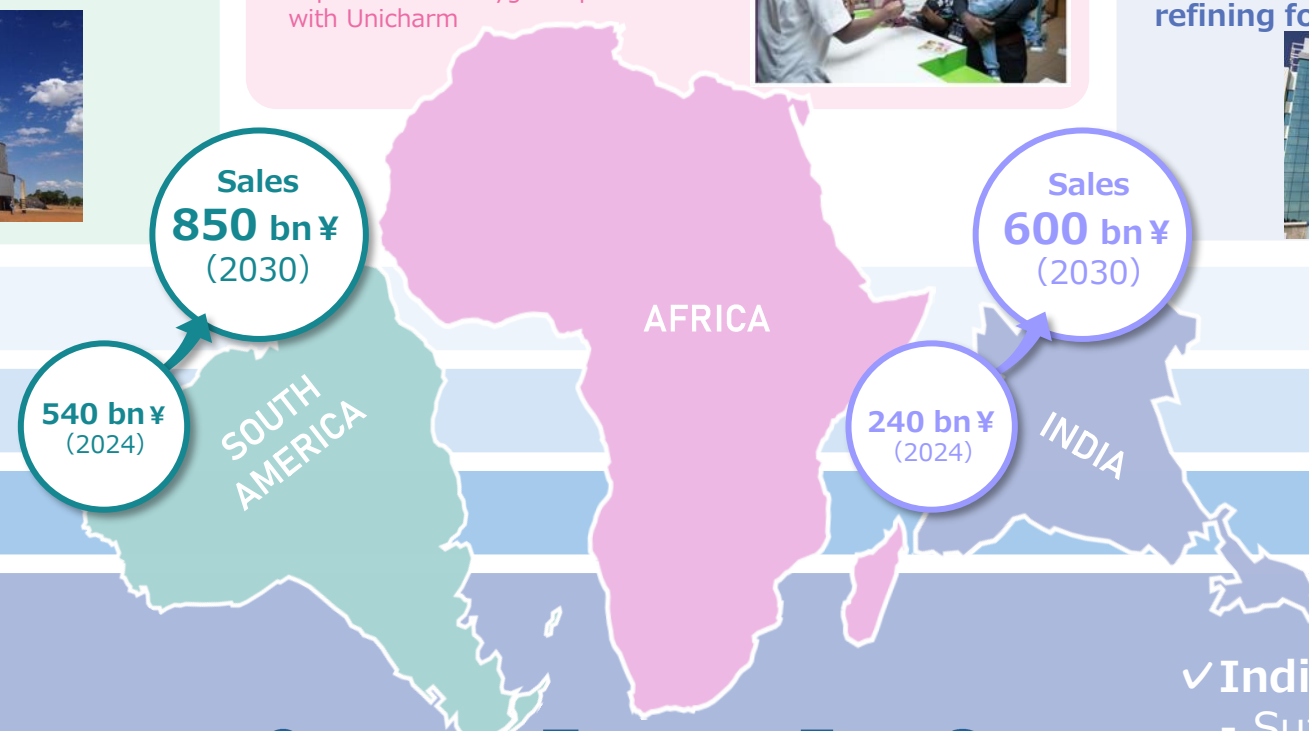 with Unicharm
refining
Sales
850 bn¥
（2030）
540 bn¥
（2024）
SOUTH
AMERICA
AFRICA
Sales
600 bn¥
（2030）
240 bn¥
（2024）
INDIA
✓Indi